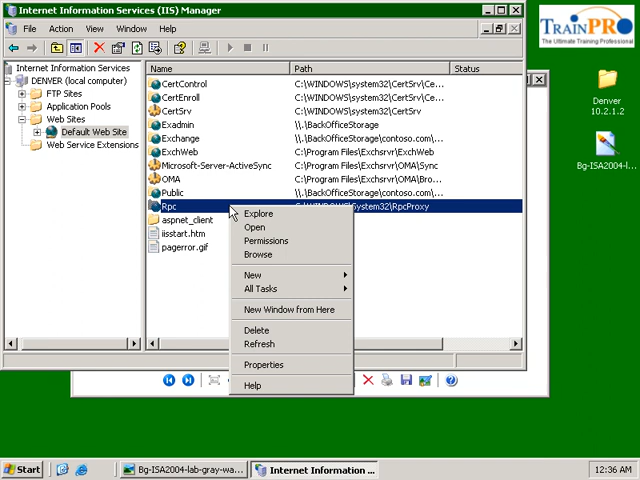 Internet Information Services (IIS) Manager
File Action View Window Help
TrainPRO
The Ultimate Training Professional
Internet Information Services
DENVER (local computer)
FTP Sites
Application Pools
Web Sites
Default Web Site
Web Service Extensions
Name Path Status
CertControl C:\WINDOWS\system32\CertSrv\Ce...
CertEnroll C:\WINDOWS\system32\CertSrv\Ce...
CertSrv C:\WINDOWS\system32\CertSrv
Exadmin \\.\BackOfficeStorage
Exchange \\.\BackOfficeStorage\contoso.com...
ExchWeb C:\Program Files\Exchsrvr\ExchWeb
Microsoft-Server-ActiveSync C:\Program Files\Exchsrvr\OMA\Sync
OMA C:\Program Files\Exchsrvr\OMA\Bro...
Public \\.\BackOfficeStorage\contoso.com...
Rpc C:\WINDOWS\System32\RpcProxy
aspnet_client
iisstart.htm
pagerror.gif
Explore
Open
Permissions
Browse
New
All Tasks
New Window from Here
Delete
Refresh
Properties
Help
Denver
10.2.1.2
Bg-ISA2004-l...
Start
Bg-ISA2004-lab-gray-wa...
Internet Information ...
12:36 AM